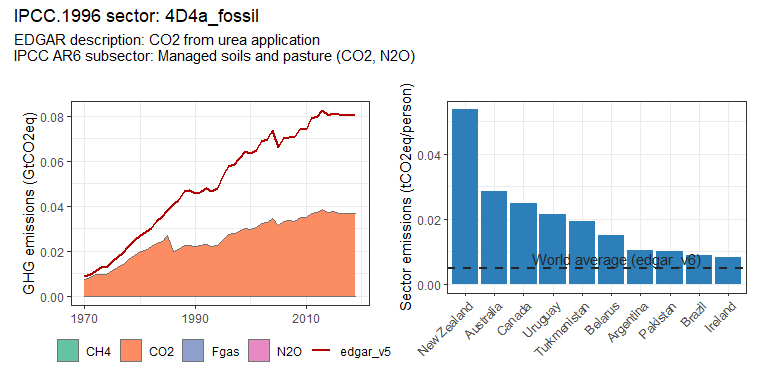 IPCC.1996 sector: 4D4a_fossil
EDGAR description: CO2 from urea application
IPCC AR6 subsector: Managed soils and pasture (CO2, N2O)
GHG emissions (GtCO2eq)
0.08
0.06
0.04
0.02
0.00
1970
1990
2010
CH4
CO2
Fgas
N2O
edgar_v5
Sector emissions (tCO2eq/person)
0.04
0.02
0.00
World average (edgar_v6)
New Zealand
Australia
Canada
Uruguay
Turkmenistan
Belarus
Argentina
Pakistan
Brazil
Ireland